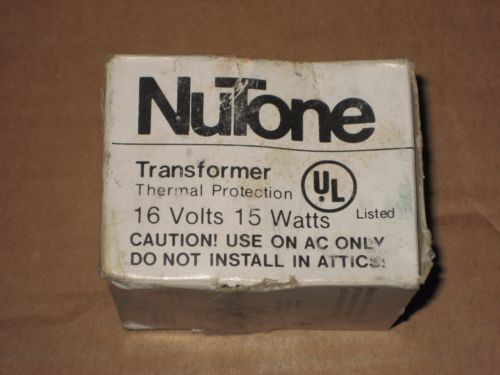 NuTone
Transformer
Thermal Protection
UL
Listed
16 Volts 15 Watts
CAUTION! USE ON AC ONLY
DO NOT INSTALL IN ATTICS!